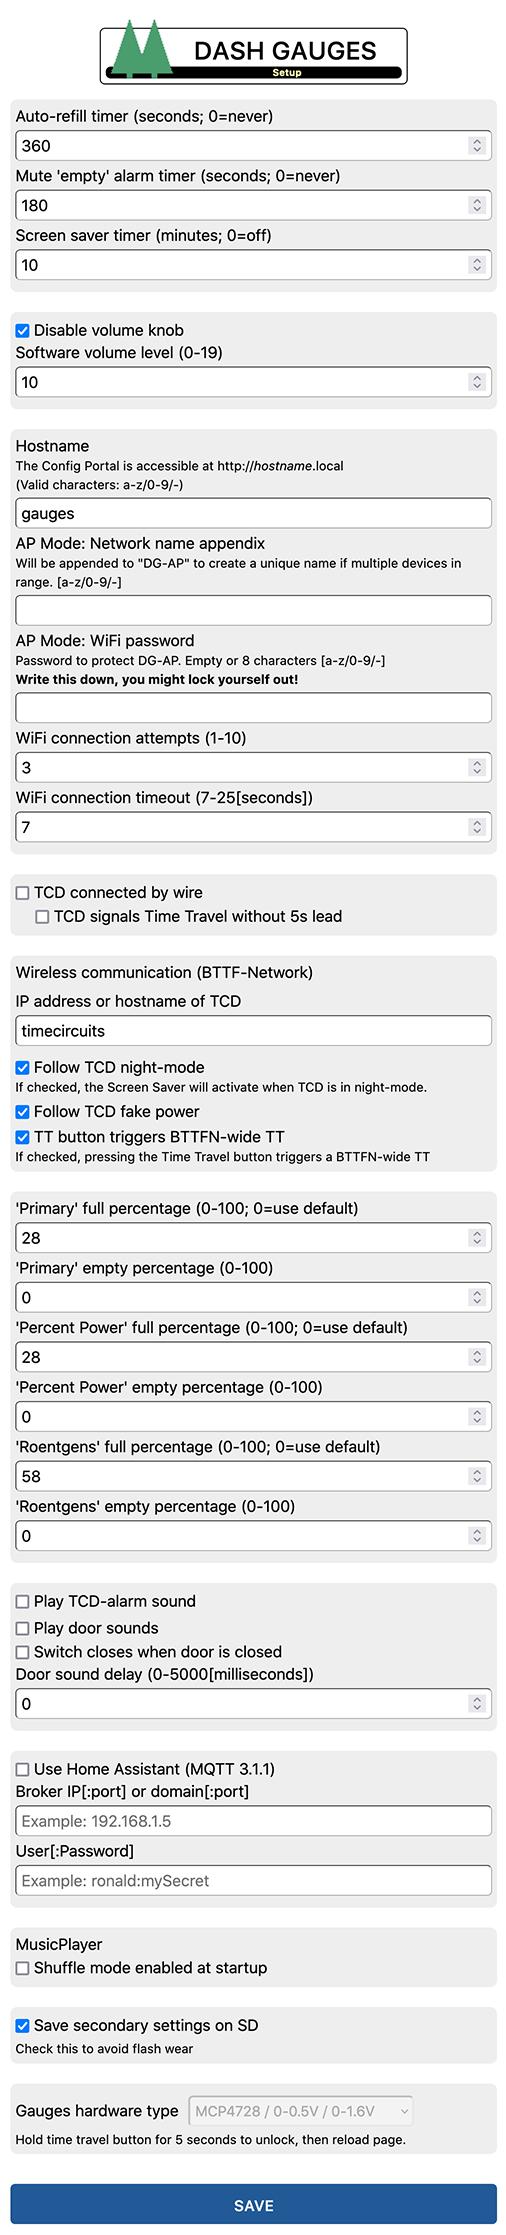 DASH GAUGES
Setup
Auto-refill timer (seconds; 0=never)
360
Mute 'empty' alarm timer (seconds; 0=never)
180
Screen saver timer (minutes; 0=off)
10
Disable volume knob
Software volume level (0-19)
10
Hostname
The Config Portal is accessible at http://hostname.local
(Valid characters: a-z/0-9/-)
gauges
AP Mode: Network name appendix
Will be appended to "DG-AP" to create a unique name if multiple devices in
range. [a-z/0-9/-]
AP Mode: WiFi password
Password to protect DG-AP. Empty or 8 characters [a-z/0-9/-]
Write this down, you might lock yourself out!
WiFi connection attempts (1-10)
3
WiFi connection timeout (7-25[seconds])
7
TCD connected by wire
TCD signals Time Travel without 5s lead
Wireless communication (BTTF-Network)
IP address or hostname of TCD
timecircuits
Follow TCD night-mode
If checked, the Screen Saver will activate when TCD is in night-mode.
Follow TCD fake power
TT button triggers BTTFN-wide TT
If checked, pressing the Time Travel button triggers a BTTFN-wide TT
'Primary' full percentage (0-100; 0=use default)
28
'Primary' empty percentage (0-100)
0
'Percent Power' full percentage (0-100; 0=use default)
28
'Percent Power' empty percentage (0-100)
0
'Roentgens' full percentage (0-100; 0=use default)
58
'Roentgens' empty percentage (0-100)
0
Play TCD-alarm sound
Play door sounds
Switch closes when door is closed
Door sound delay (0-5000[milliseconds])
0
Use Home Assistant (MQTT 3.1.1)
Broker IP[:port] or domain[:port]
Example: 192.168.1.5
User[:Password]
Example: ronald:mySecret
MusicPlayer
Shuffle mode enabled at startup
Save secondary settings on SD
Check this to avoid flash wear
Gauges hardware type MCP4728 / 0-0.5V / 0-1.6V
Hold time travel button for 5 seconds to unlock, then reload page.
SAVE